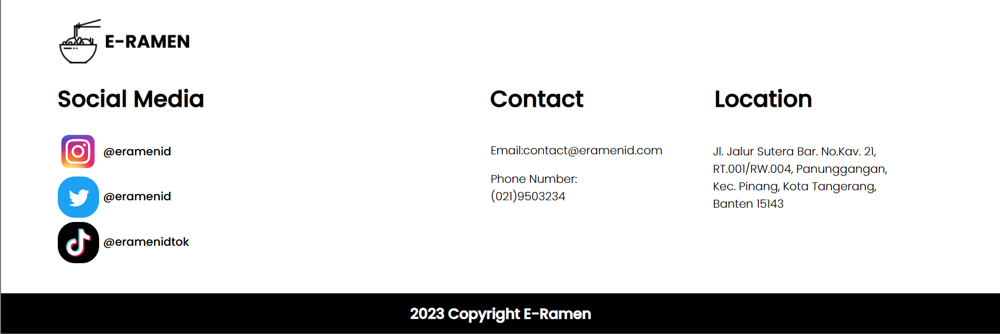 E-RAMEN
Social Media
@eramenid
@eramenid
@eramenidtok
Contact
Email:contact@eramenid.com
Phone Number:
(021)9503234
Location
Jl. Jalur Sutera Bar. No.Kav. 21,
RT.001/RW.004, Panunggangan,
Kec. Pinang, Kota Tangerang,
Banten 15143
2023 Copyright E-Ramen